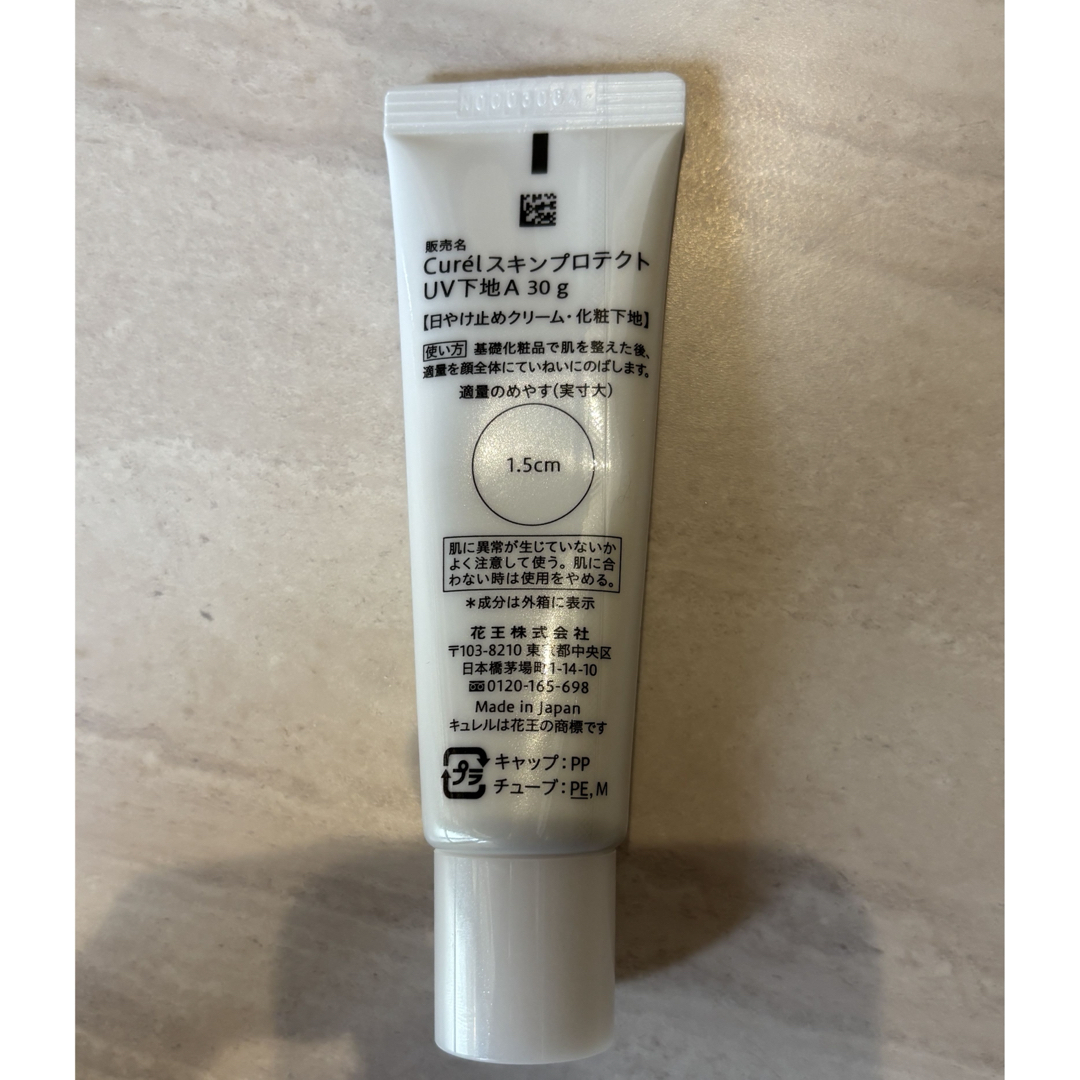 販売名
Curélスキンプロテクト
UV下地A 30g
【日やけ止めクリーム・化粧下地】
使い方 基礎化粧品で肌を整えた後、
適量を顔全体にていねいにのばします。
適量のめやす(実寸大)
1.5cm
肌に異常が生じていないか
よく注意して使う。肌に合
わない時は使用をやめる。
＊成分は外箱に表示
花王株式会社
〒103-8210 東京都中央区
日本橋茅場町1-14-10
0120-165-698
Made in Japan
キュレルは花王の商標です
プラ キャップ：PP
チューブ：PE,M